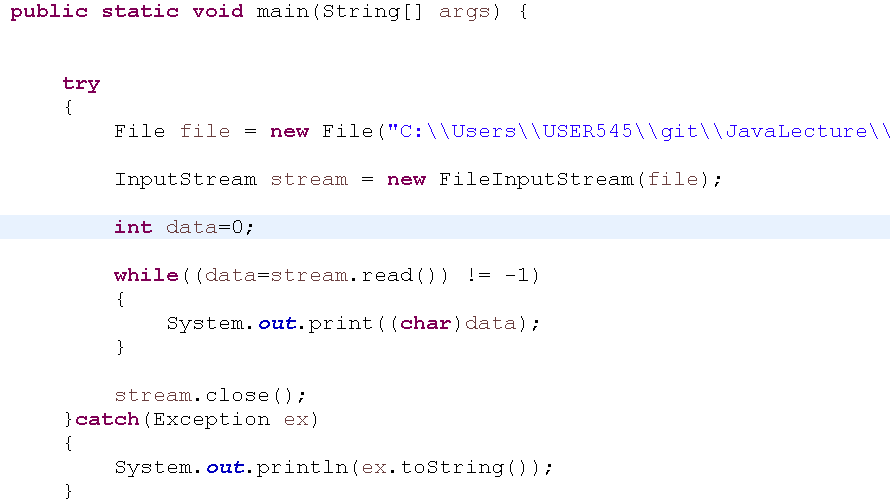 public static void main(String[] args) {
try
{
File file = new File("C:\\Users\\USER545\\git\\JavaLecture\\
InputStream stream = new FileInputStream(file);
int data=0;
while((data=stream.read()) != -1)
{
System.out.print((char)data);
}
stream.close();
}catch(Exception ex)
{
System.out.println(ex.toString());
}